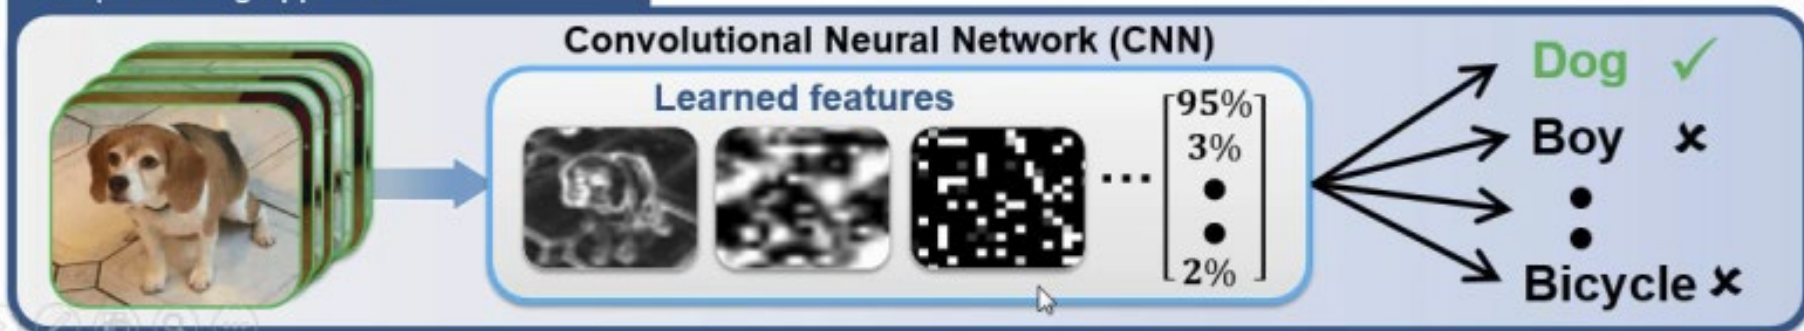 Convolutional Neural Network (CNN)
Learned features
95%
3%
2%
Dog ✓
Boy ✘
Bicycle ✘